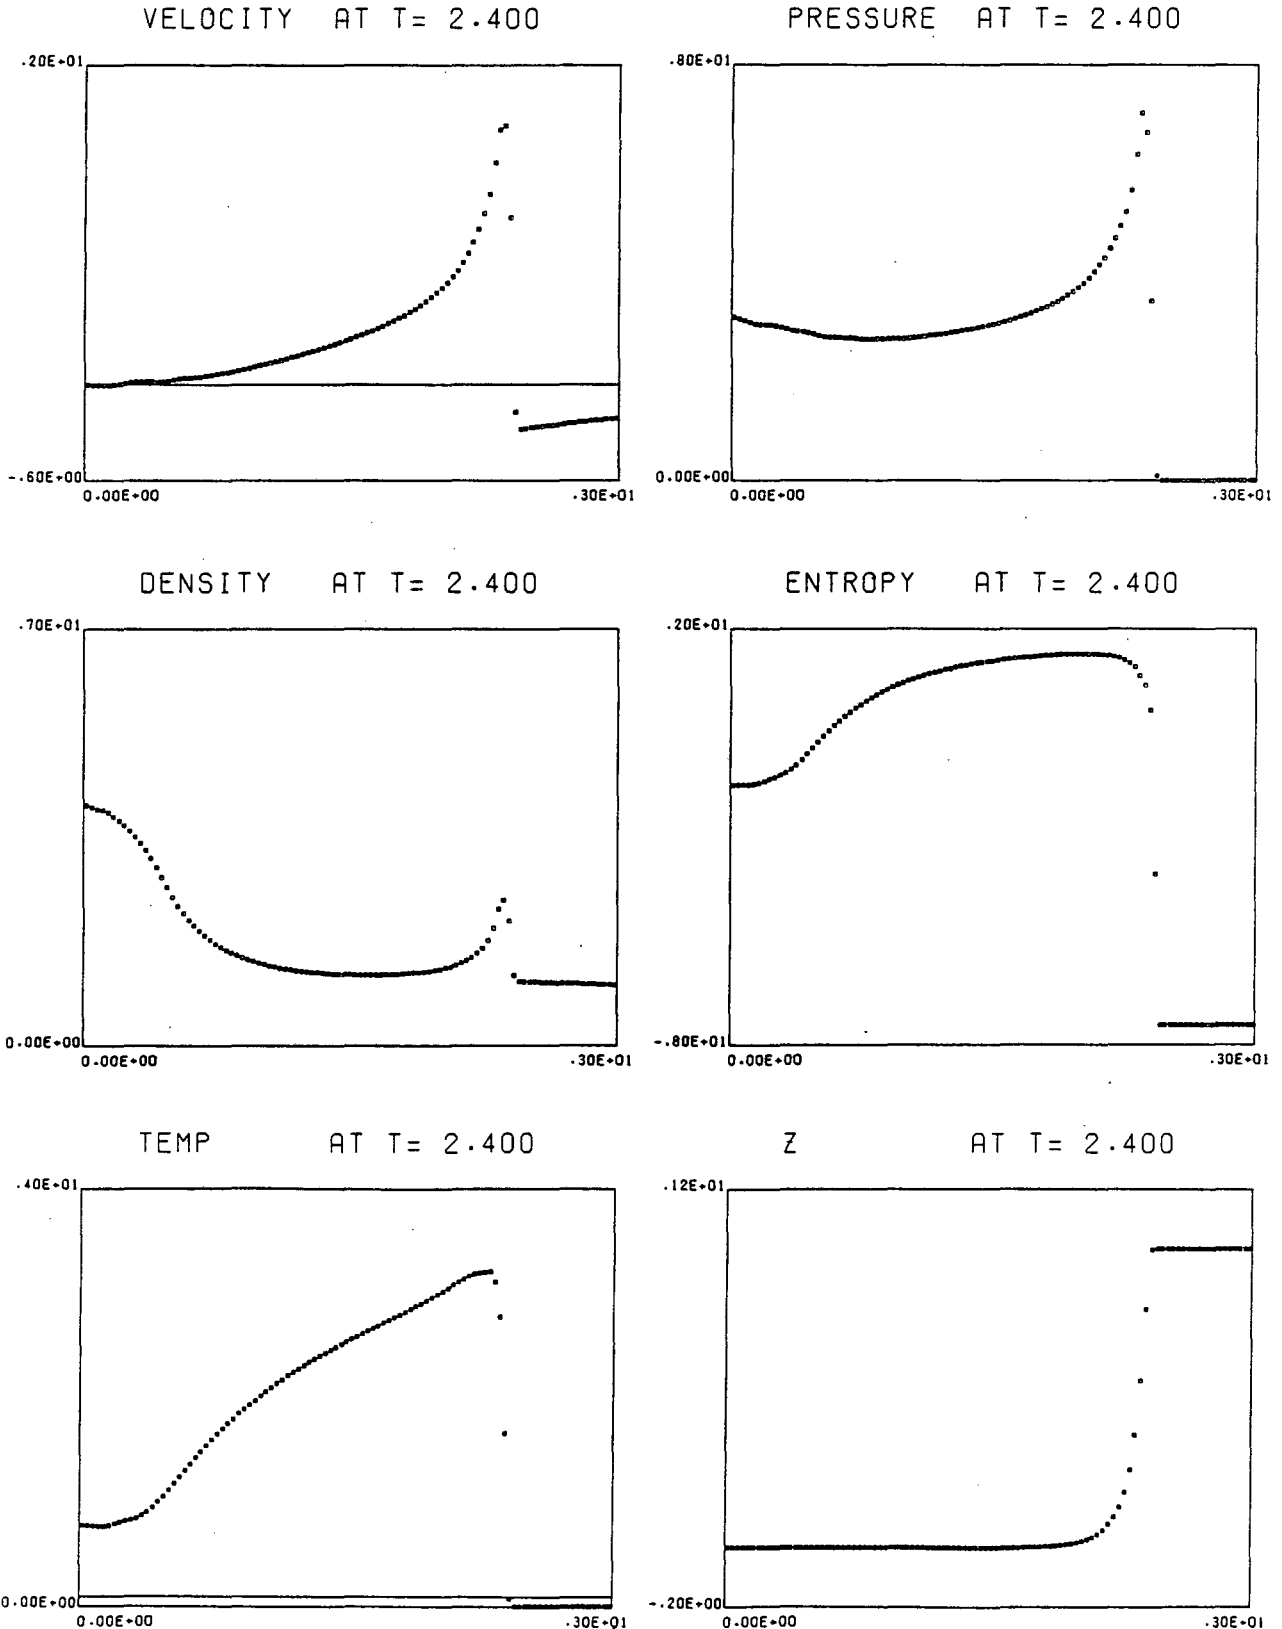 VELOCITY AT T= 2.400
.20E+01
-.60E+00
0.00E+00
.30E+01
PRESSURE AT T= 2.400
.80E+01
0.00E+00
0.00E+00
.30E+01
DENSITY AT T= 2.400
.70E+01
0.00E+00
0.00E+00
.30E+01
ENTROPY AT T= 2.400
.20E+01
-.80E+01
0.00E+00
.30E+01
TEMP AT T= 2.400
.40E+01
0.00E+00
0.00E+00
.30E+01
Z AT T= 2.400
.12E+01
-.20E+00
0.00E+00
.30E+01